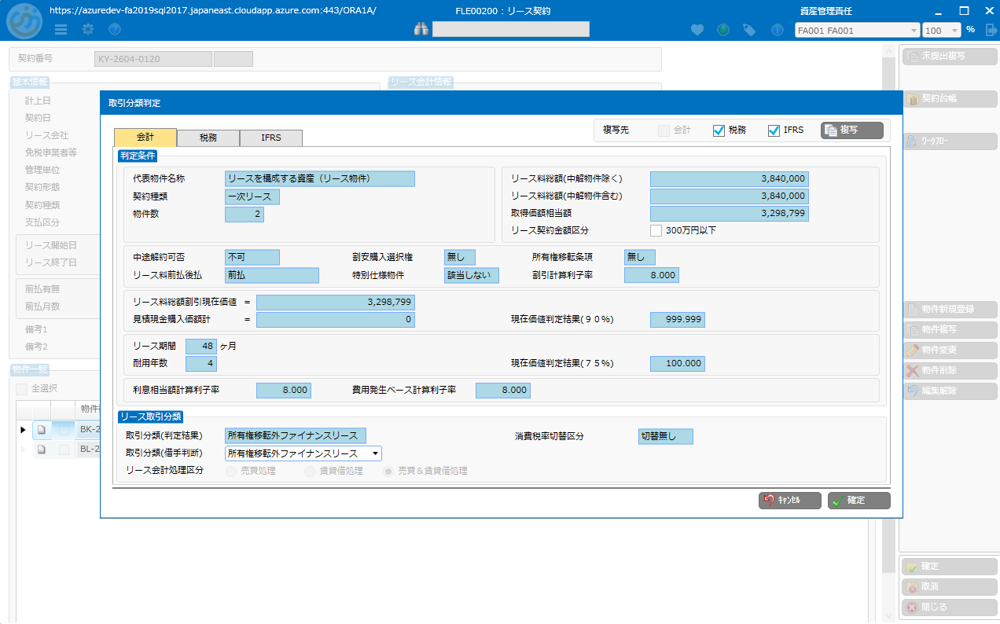 https://azuredev-fa2019sql2017.japaneast.cloudapp.azure.com:443/ORA1A/ FLE00200 : リース契約 資産管理責任
FA001 FA001 100 %
契約番号 KY-2604-0120 未提出複写
基本情報 リース会計情報
計上日 契約台帳
契約日
リース会社 ﾜｰｸﾌﾛｰ
免税事業者等
管理単位
契約形態
契約種類
支払区分
リース開始日
リース終了日
前払有無
前払月数
備考1
備考2
物件一覧
全選択
物件
BK-2
BL-2
取引分類判定
会計 税務 IFRS 複写先 会計 税務 IFRS 複写
判定条件
代表物件名称 リースを構成する資産（リース物件）
契約種類 一次リース
物件数 2
リース料総額(中解物件除く) 3,840,000
リース料総額(中解物件含む) 3,840,000
取得価額相当額 3,298,799
リース契約金額区分 300万円以下
中途解約可否 不可 割安購入選択権 無し 所有権移転条項 無し
リース料前払後払 前払 特別仕様物件 該当しない 割引計算利子率 8.000
リース料総額割引現在価値 = 3,298,799
見積現金購入価額計 = 0 現在価値判定結果(９０%) 999.999
リース期間 48 ヶ月
耐用年数 4 現在価値判定結果(７５%) 100.000
利息相当額計算利子率 8.000 費用発生ベース計算利子率 8.000
リース取引分類
取引分類(判定結果) 所有権移転外ファイナンスリース 消費税率切替区分 切替無し
取引分類(借手判断) 所有権移転外ファイナンスリース
リース会計処理区分 売買処理 賃貸借処理 売買＆賃貸借処理
ｷｬﾝｾﾙ 確定
物件新規登録
物件複写
物件変更
物件削除
編集解除
確定
取消
閉じる